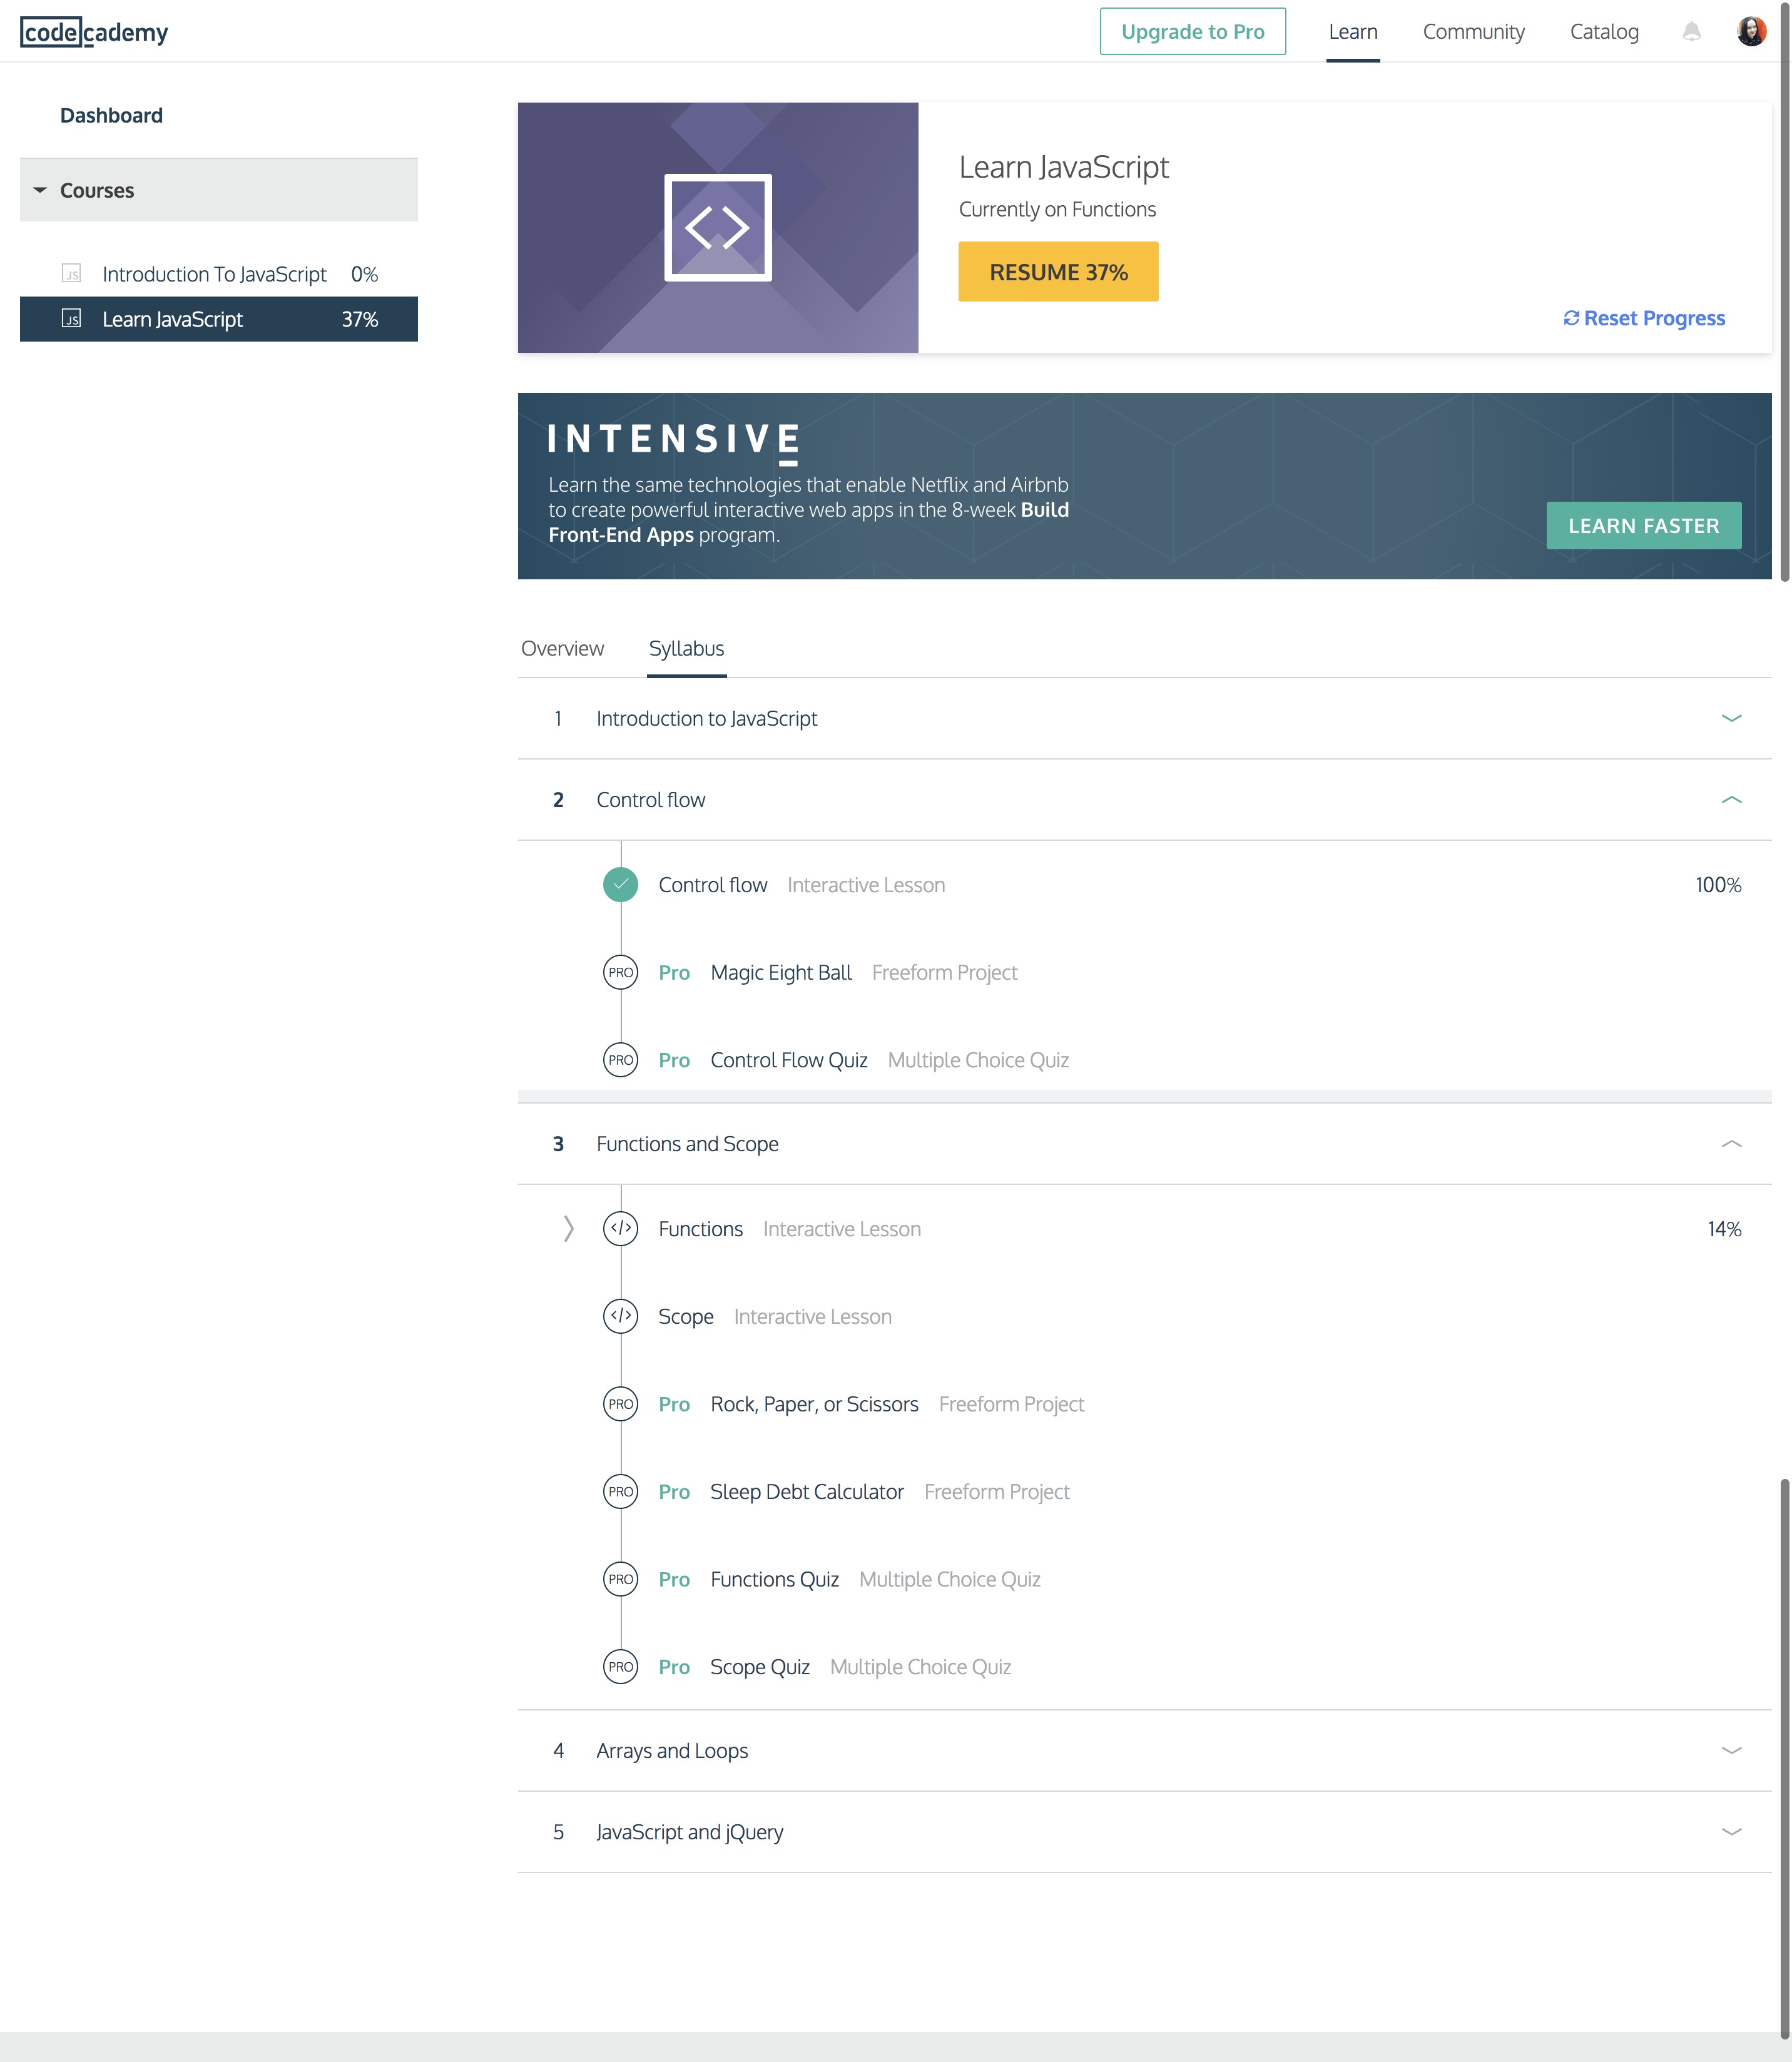 codecademy
Upgrade to Pro
Learn
Community
Catalog
Dashboard
Courses
JS Introduction To JavaScript 0%
JS Learn JavaScript 37%
Learn JavaScript
Currently on Functions
RESUME 37%
Reset Progress
INTENSIVE
Learn the same technologies that enable Netflix and Airbnb
to create powerful interactive web apps in the 8-week Build
Front-End Apps program.
LEARN FASTER
Overview
Syllabus
1 Introduction to JavaScript
2 Control flow
Control flow Interactive Lesson 100%
PRO Pro Magic Eight Ball Freeform Project
PRO Pro Control Flow Quiz Multiple Choice Quiz
3 Functions and Scope
</> Functions Interactive Lesson 14%
</> Scope Interactive Lesson
PRO Pro Rock, Paper, or Scissors Freeform Project
PRO Pro Sleep Debt Calculator Freeform Project
PRO Pro Functions Quiz Multiple Choice Quiz
PRO Pro Scope Quiz Multiple Choice Quiz
4 Arrays and Loops
5 JavaScript and jQuery